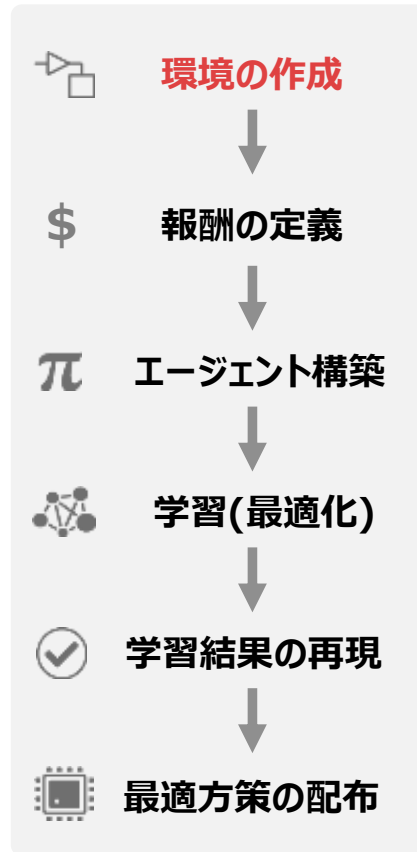 環境の作成
$ 報酬の定義
π エージェント構築
学習(最適化)
学習結果の再現
最適方策の配布